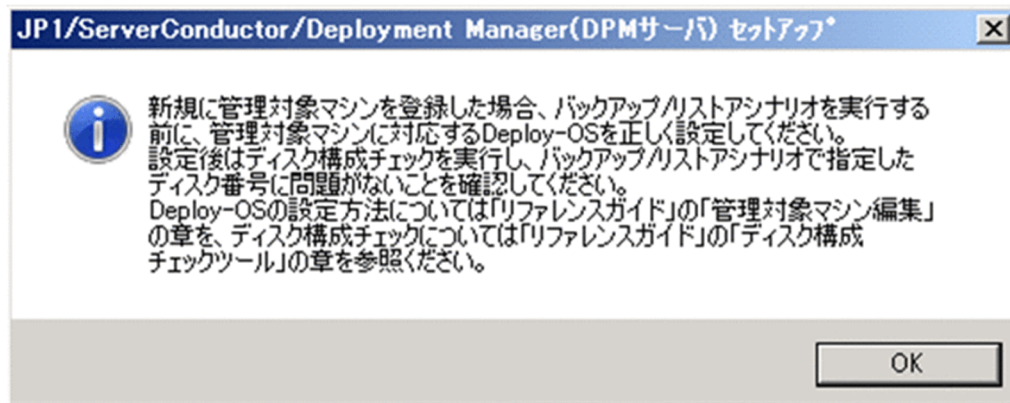 JP1/ServerConductor/Deployment Manager(DPMサーバ) ｾｯﾄｱｯﾌﾟ
新規に管理対象マシンを登録した場合、バックアップ/リストアシナリオを実行する
前に、管理対象マシンに対応するDeploy-OSを正しく設定してください。
設定後はディスク構成チェックを実行し、バックアップ/リストアシナリオで指定した
ディスク番号に問題がないことを確認してください。
Deploy-OSの設定方法については「リファレンスガイド」の「管理対象マシン編集」
の章を、ディスク構成チェックについては「リファレンスガイド」の「ディスク構成
チェックツール」の章を参照ください。
OK